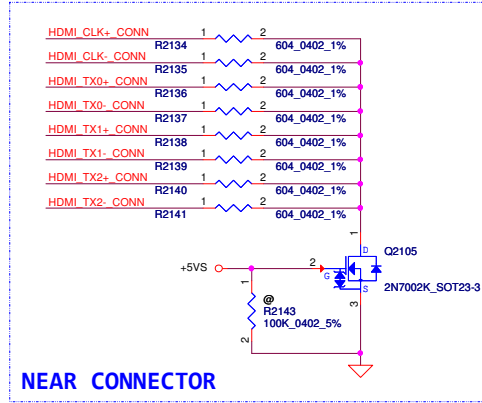 HDMI_CLK+_CONN 1 2
R2134 604_0402_1%
HDMI_CLK-_CONN 1 2
R2135 604_0402_1%
HDMI_TX0+_CONN 1 2
R2136 604_0402_1%
HDMI_TX0-_CONN 1 2
R2137 604_0402_1%
HDMI_TX1+_CONN 1 2
R2138 604_0402_1%
HDMI_TX1-_CONN 1 2
R2139 604_0402_1%
HDMI_TX2+_CONN 1 2
R2140 604_0402_1%
HDMI_TX2-_CONN 1 2
R2141 604_0402_1%
1
D Q2105
+5VS 2
G
S 2N7002K_SOT23-3
1 3
@
R2143
100K_0402_5%
2
NEAR CONNECTOR